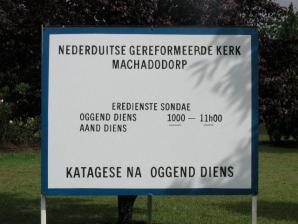 NEDERDUITSE GEREFORMEERDE KERK
MACHADODORP
EREDIENSTE SONDAE
OGGEND DIENS 1000 — 11h00
AAND DIENS
KATAGESE NA OGGEND DIENS